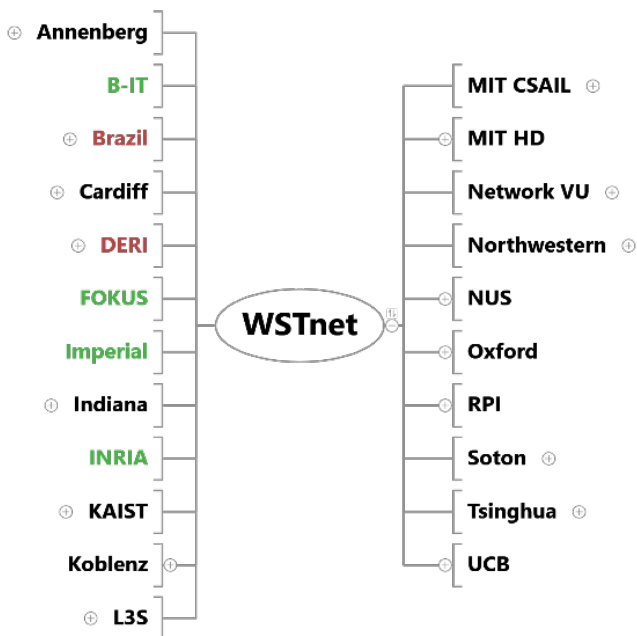 Annenberg
B-IT
Brazil
Cardiff
DERI
FOKUS
Imperial
Indiana
INRIA
KAIST
Koblenz
L3S
WSTnet
MIT CSAIL
MIT HD
Network VU
Northwestern
NUS
Oxford
RPI
Soton
Tsinghua
UCB